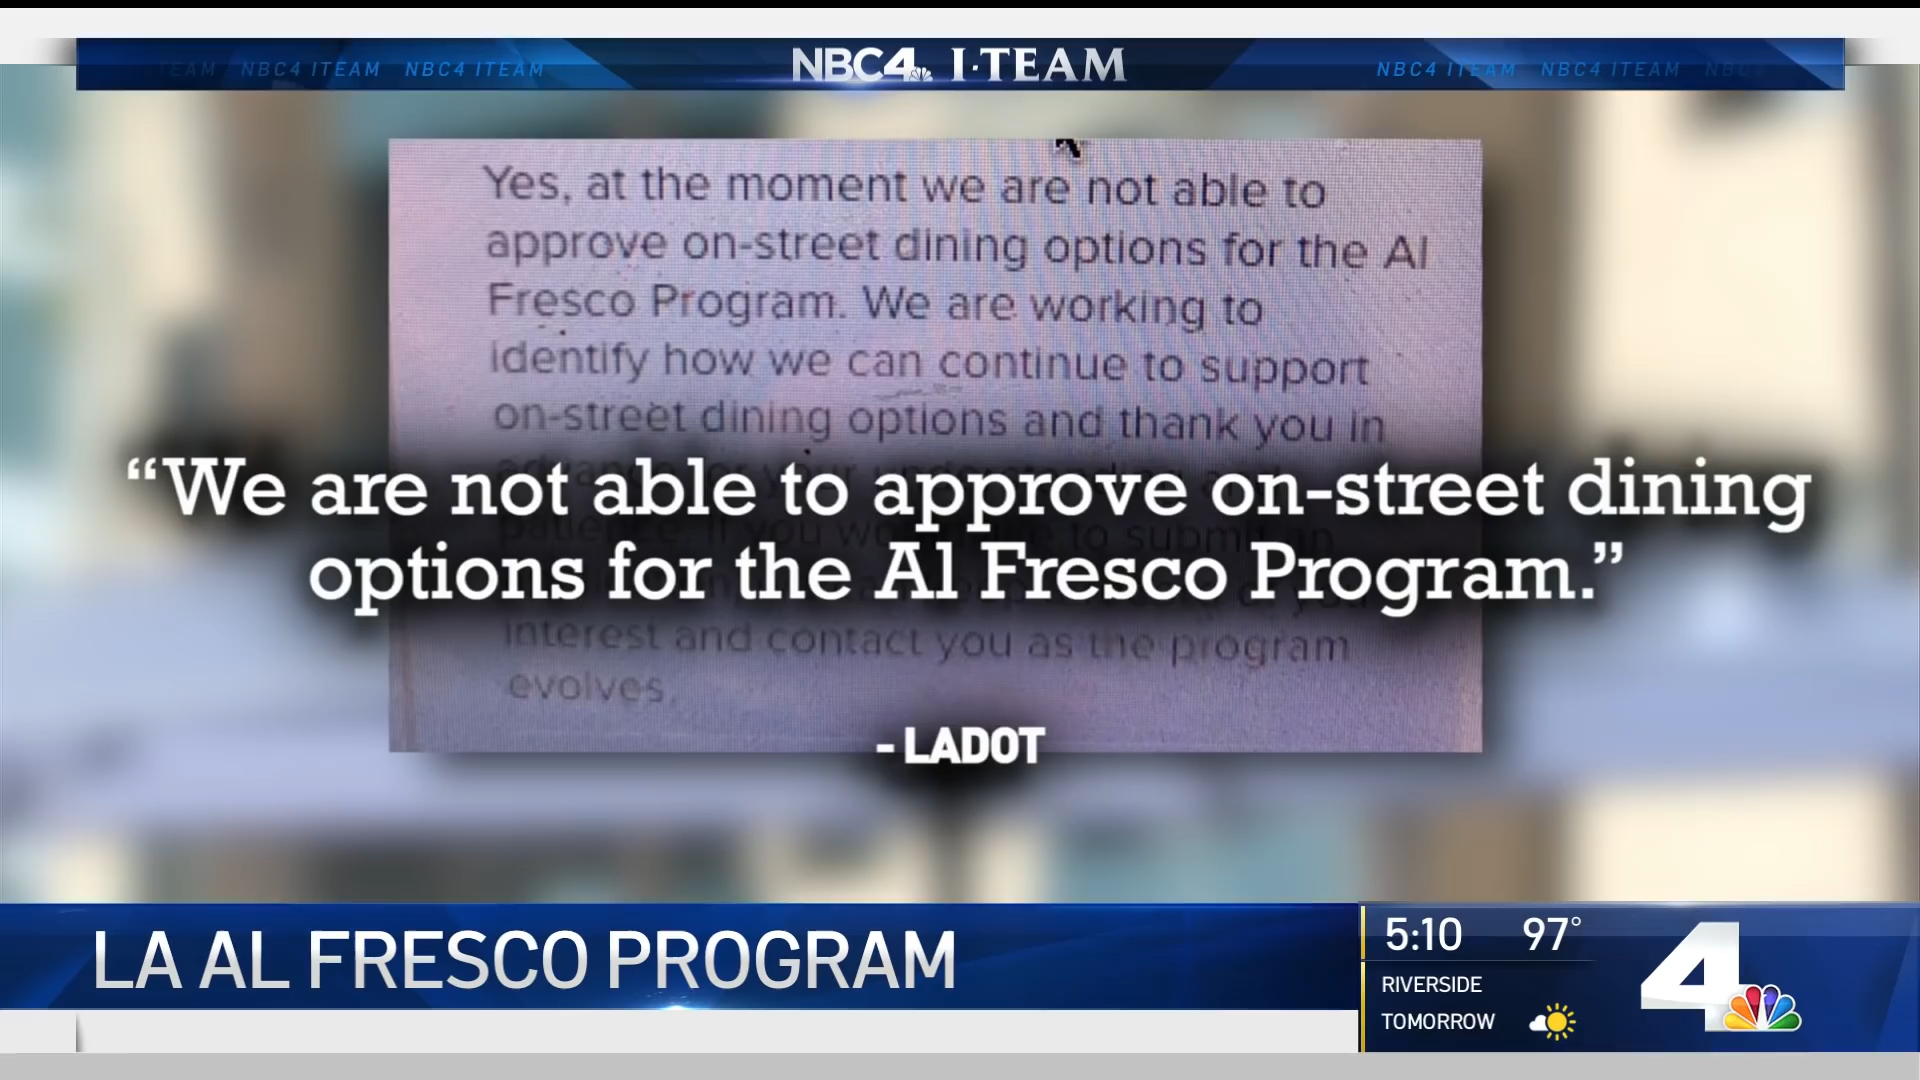 TEAM NBC4 ITEAM NBC4 ITEAM
NBC4 I-TEAM
NBC4 ITEAM NBC4 ITEAM NBC
Yes, at the moment we are not able to
approve on-street dining options for the Al
Fresco Program. We are working to
identify how we can continue to support
on-street dining options and thank you in
“We are not able to approve on-street dining
options for the Al Fresco Program.”
interest and contact you as the program
evolves.
- LADOT
LA AL FRESCO PROGRAM
5:10 97°
RIVERSIDE
TOMORROW
4